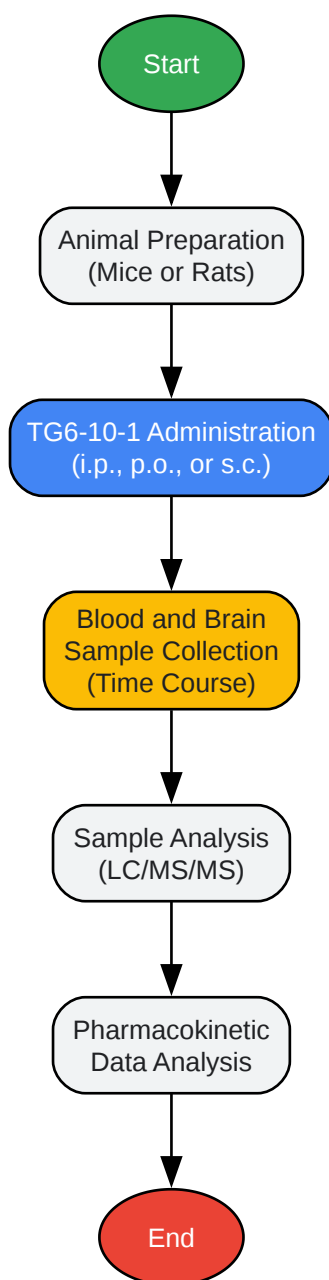 Start
Animal Preparation
(Mice or Rats)
TG6-10-1 Administration
(i.p., p.o., or s.c.)
Blood and Brain
Sample Collection
(Time Course)
Sample Analysis
(LC/MS/MS)
Pharmacokinetic
Data Analysis
End